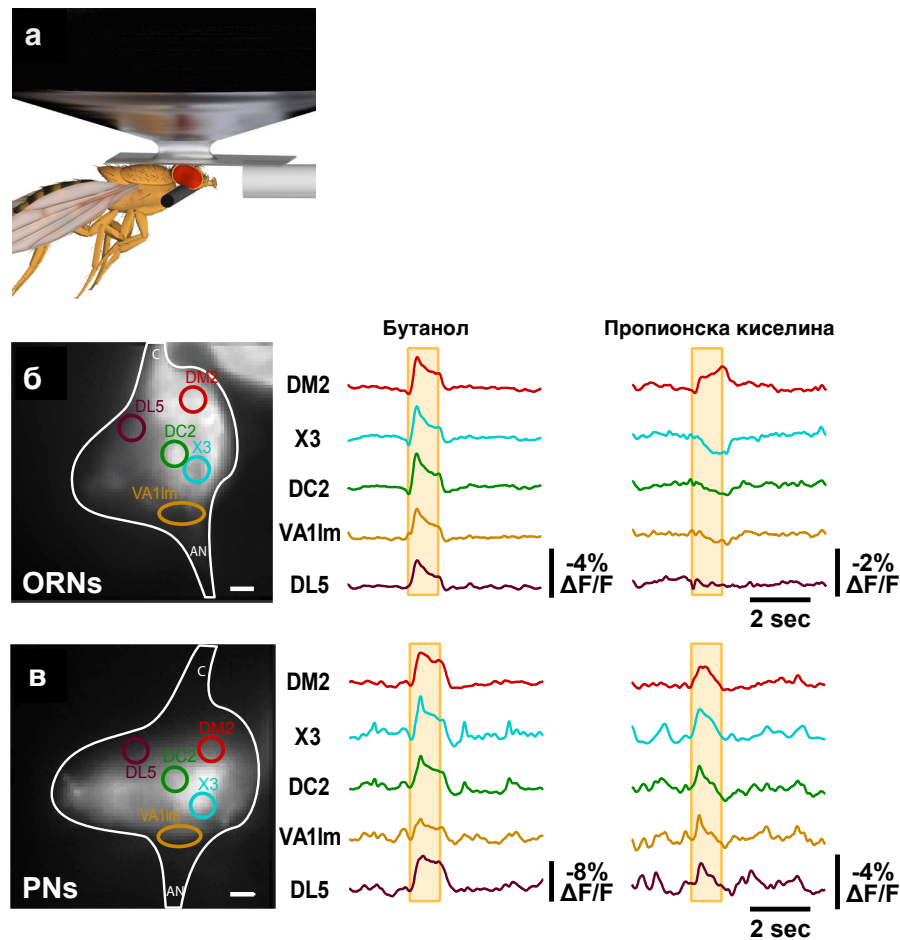 а
Бутанол Пропионска киселина
б
C
DM2
DL5
DC2
X3
VA1lm
AN
ORNs
DM2
X3
DC2
VA1lm
DL5
-4%
ΔF/F
-2%
ΔF/F
2 sec
в
C
DM2
DL5
DC2
X3
VA1lm
AN
PNs
DM2
X3
DC2
VA1lm
DL5
-8%
ΔF/F
-4%
ΔF/F
2 sec